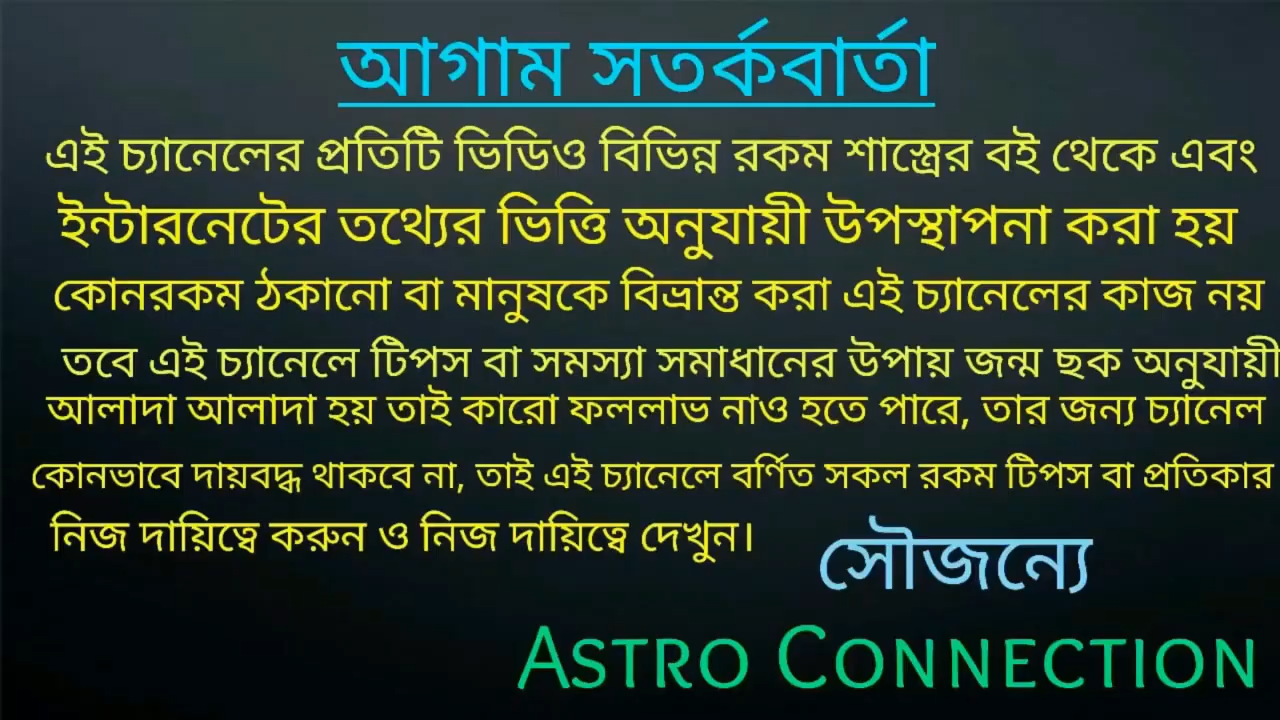 আগাম সতর্কবার্তা
এই চ্যানেলের প্রতিটি ভিডিও বিভিন্ন রকম শাস্ত্রের বই থেকে এবং
ইন্টারনেটের তথ্যের ভিত্তি অনুযায়ী উপস্থাপনা করা হয়
কোনরকম ঠকানো বা মানুষকে বিভ্রান্ত করা এই চ্যানেলের কাজ নয়
তবে এই চ্যানেলে টিপস বা সমস্যা সমাধানের উপায় জন্ম ছক অনুযায়ী
আলাদা আলাদা হয় তাই কারো ফললাভ নাও হতে পারে, তার জন্য চ্যানেল
কোনভাবে দায়বদ্ধ থাকবে না, তাই এই চ্যানেলে বর্ণিত সকল রকম টিপস বা প্রতিকার
নিজ দায়িত্বে করুন ও নিজ দায়িত্বে দেখুন।
সৌজন্যে
ASTRO CONNECTION